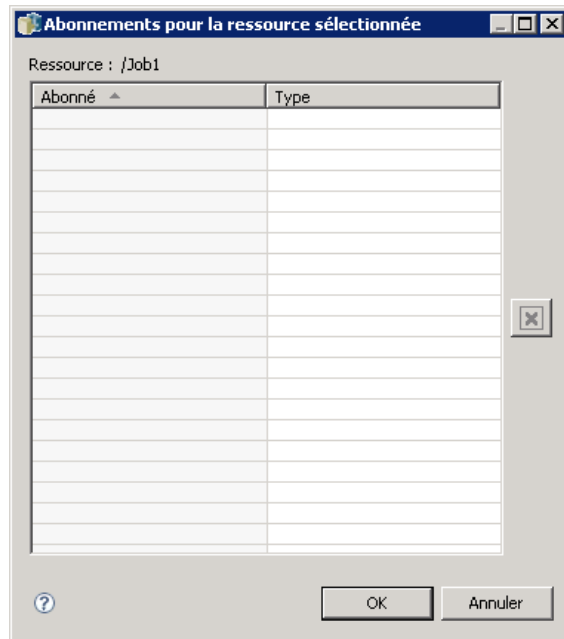 Abonnements pour la ressource sélectionnée
Ressource : /Job1
Abonné Type
OK Annuler